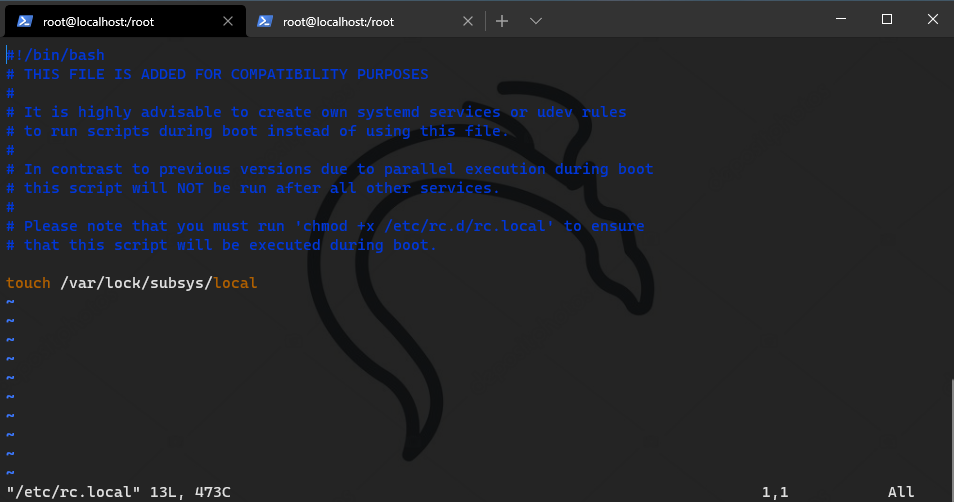 root@localhost:/root
root@localhost:/root
#!/bin/bash
# THIS FILE IS ADDED FOR COMPATIBILITY PURPOSES
#
# It is highly advisable to create own systemd services or udev rules
# to run scripts during boot instead of using this file.
#
# In contrast to previous versions due to parallel execution during boot
# this script will NOT be run after all other services.
#
# Please note that you must run 'chmod +x /etc/rc.d/rc.local' to ensure
# that this script will be executed during boot.
touch /var/lock/subsys/local
~
~
~
~
~
~
~
~
~
~
"/etc/rc.local" 13L, 473C 1,1 All